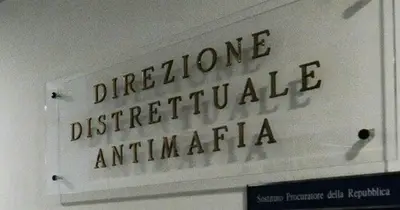 DIREZIONE
DISTRETTUALE
ANTIMAFIA
Sostituto Procuratore della Repubblica